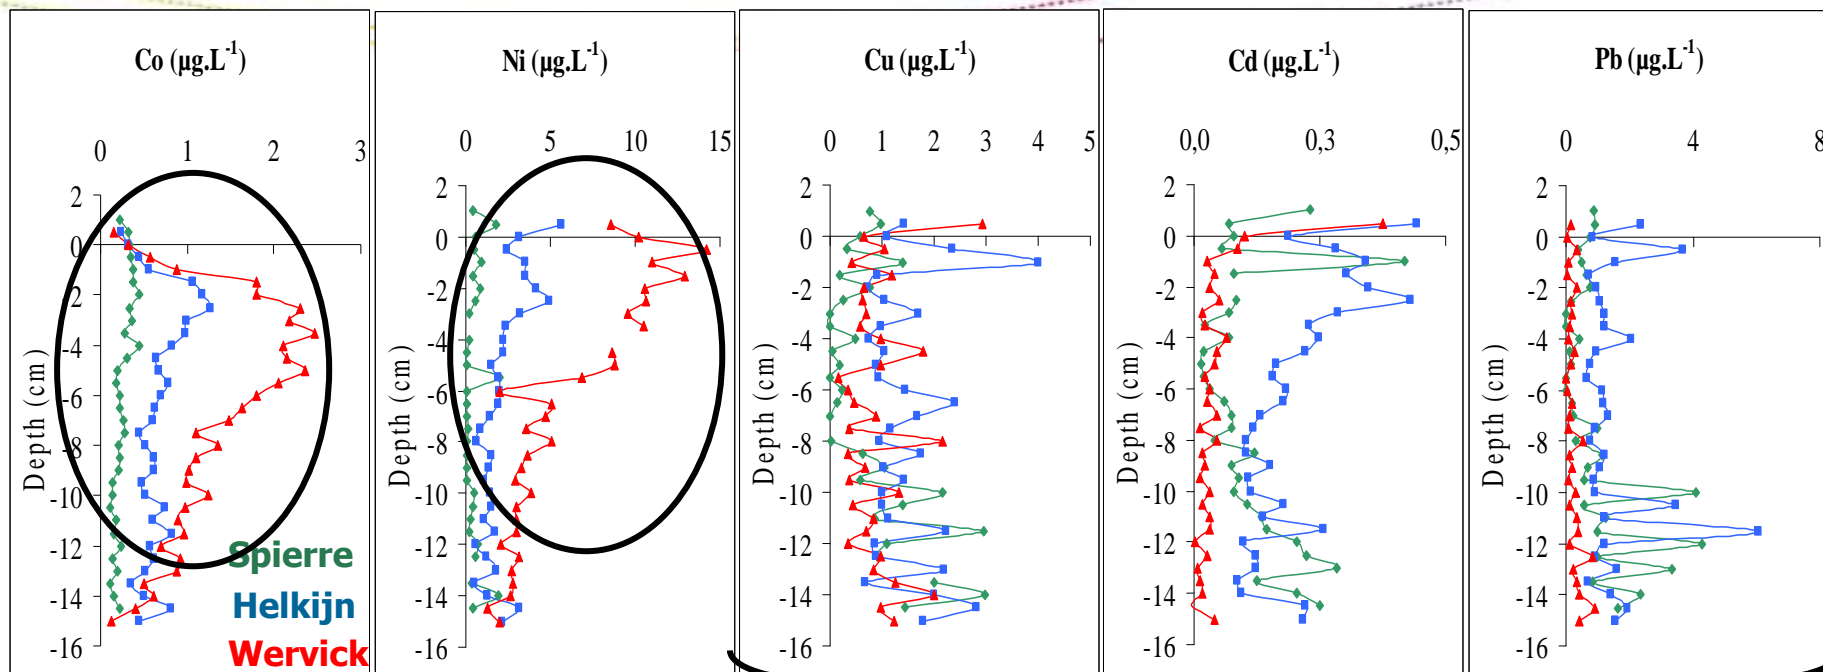 Co (µg.L-1)
0 1 2 3
2
0
-2
-4
-6
-8
-10
-12
-14
-16
Depth (cm)
Spierre
Helkijn
Wervick
Ni (µg.L-1)
0 5 10 15
2
0
-2
-4
-6
-8
-10
-12
-14
-16
Depth (cm)
Cu (µg.L-1)
0 1 2 3 4 5
2
0
-2
-4
-6
-8
-10
-12
-14
-16
Depth (cm)
Cd (µg.L-1)
0,0 0,3 0,5
2
0
-2
-4
-6
-8
-10
-12
-14
-16
Depth (cm)
Pb (µg.L-1)
0 4 8
2
0
-2
-4
-6
-8
-10
-12
-14
-16
Depth (cm)